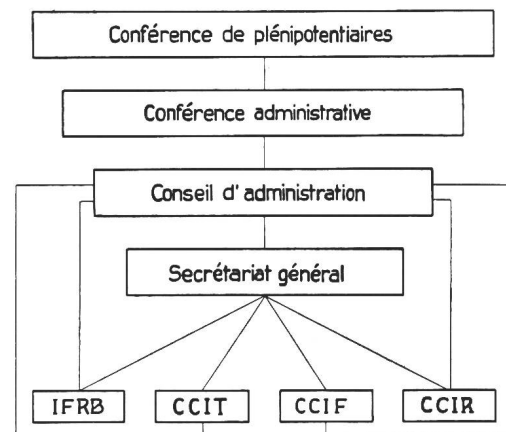 Conférence de plénipotentiaires
Conférence administrative
Conseil d'administration
Secrétariat général
IFRB CCIT CCIF CCIR